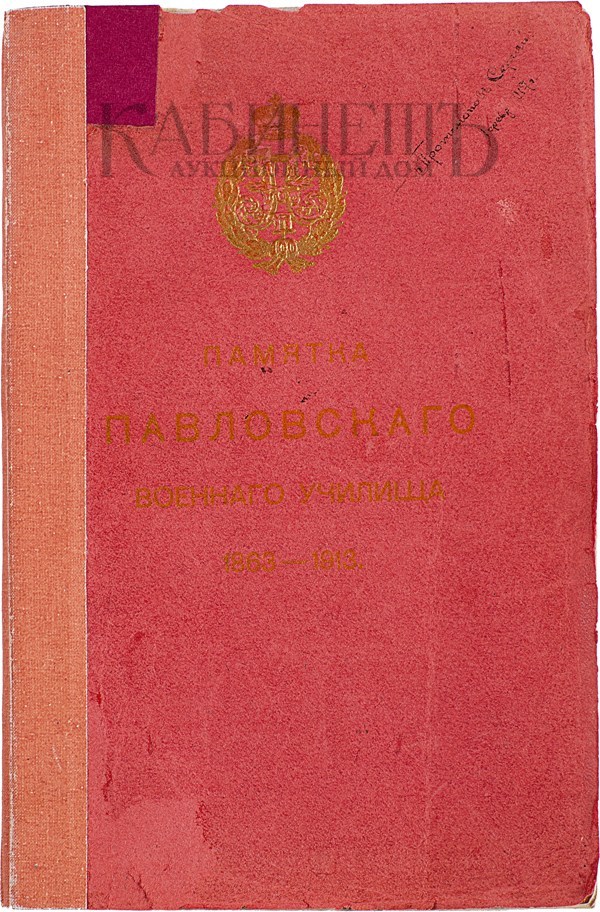 КАБИНЕТЪ
АУКЦИОННЫЙ ДОМ
ПАМЯТКА
ПАВЛОВСКАГО
ВОЕННАГО УЧИЛИЩА
1863—1913.